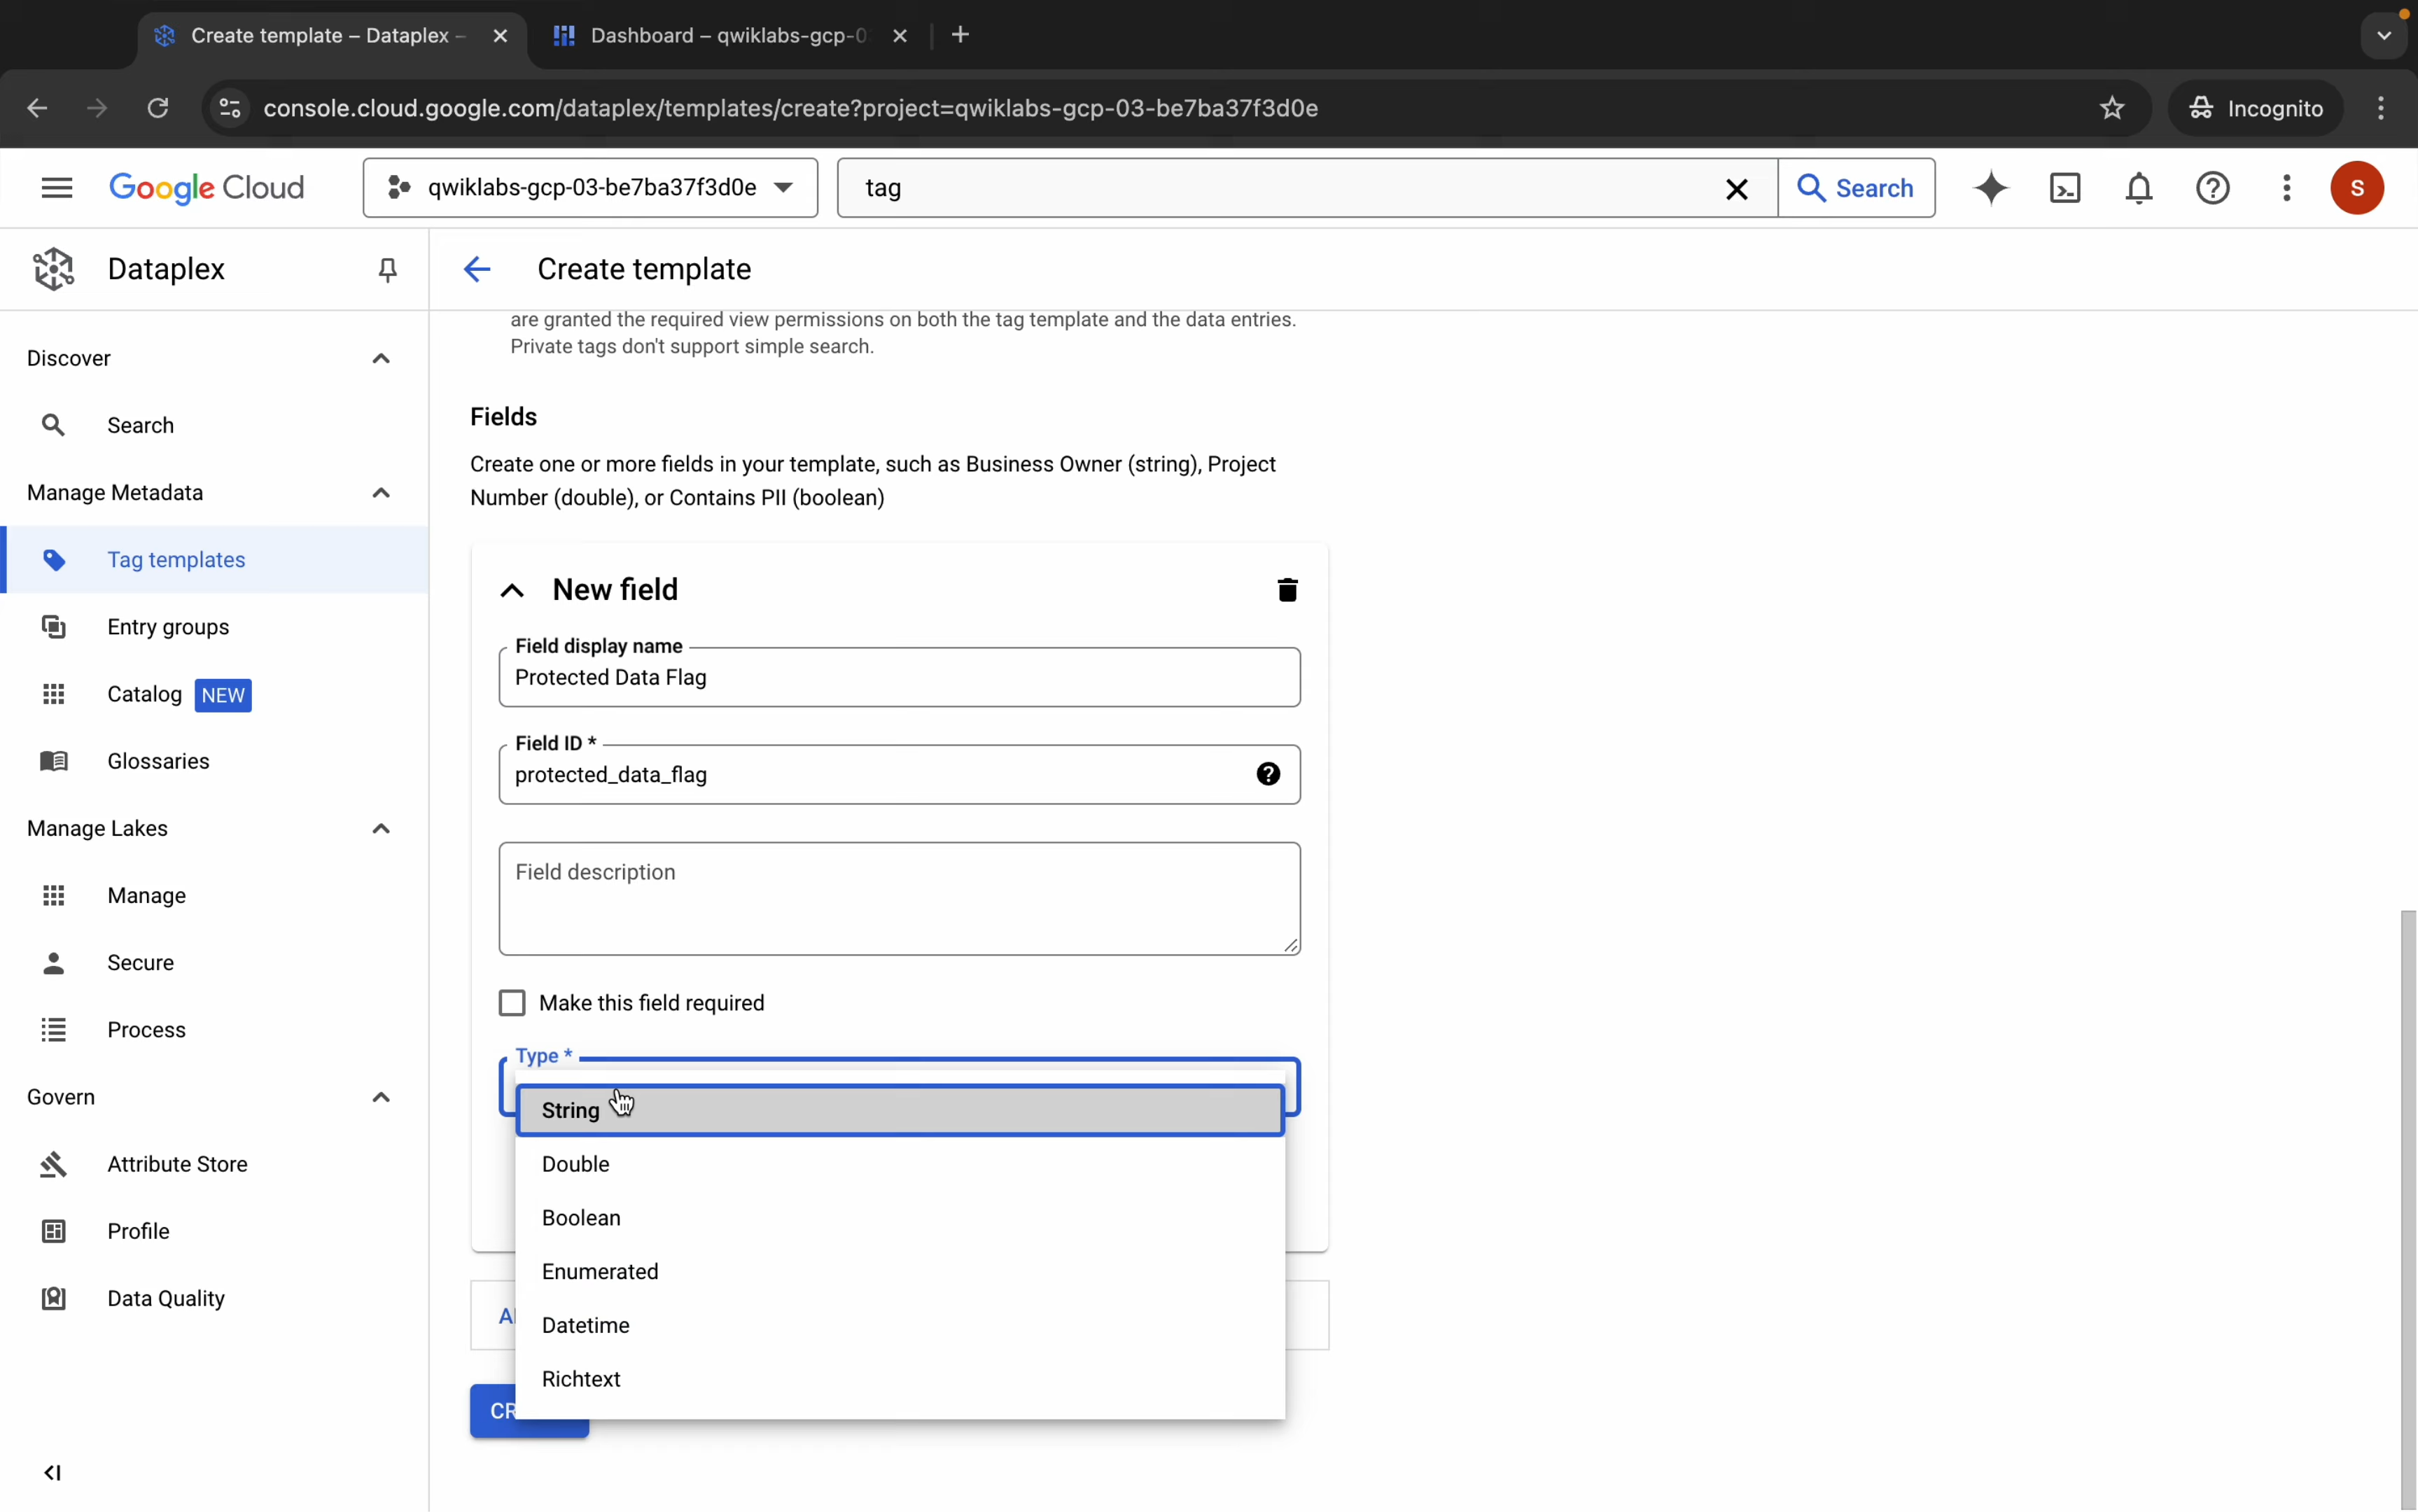 Create template – Dataplex –
Dashboard – qwiklabs-gcp-0
console.cloud.google.com/dataplex/templates/create?project=qwiklabs-gcp-03-be7ba37f3d0e
Incognito
Google Cloud
qwiklabs-gcp-03-be7ba37f3d0e
tag
Search
S
Dataplex
Create template
are granted the required view permissions on both the tag template and the data entries.
Private tags don't support simple search.
Discover
Search
Manage Metadata
Tag templates
Entry groups
Catalog NEW
Glossaries
Manage Lakes
Manage
Secure
Process
Govern
Attribute Store
Profile
Data Quality
Fields
Create one or more fields in your template, such as Business Owner (string), Project
Number (double), or Contains PII (boolean)
New field
Field display name
Protected Data Flag
Field ID *
protected_data_flag
Field description
Make this field required
Type *
String
Double
Boolean
Enumerated
Datetime
Richtext